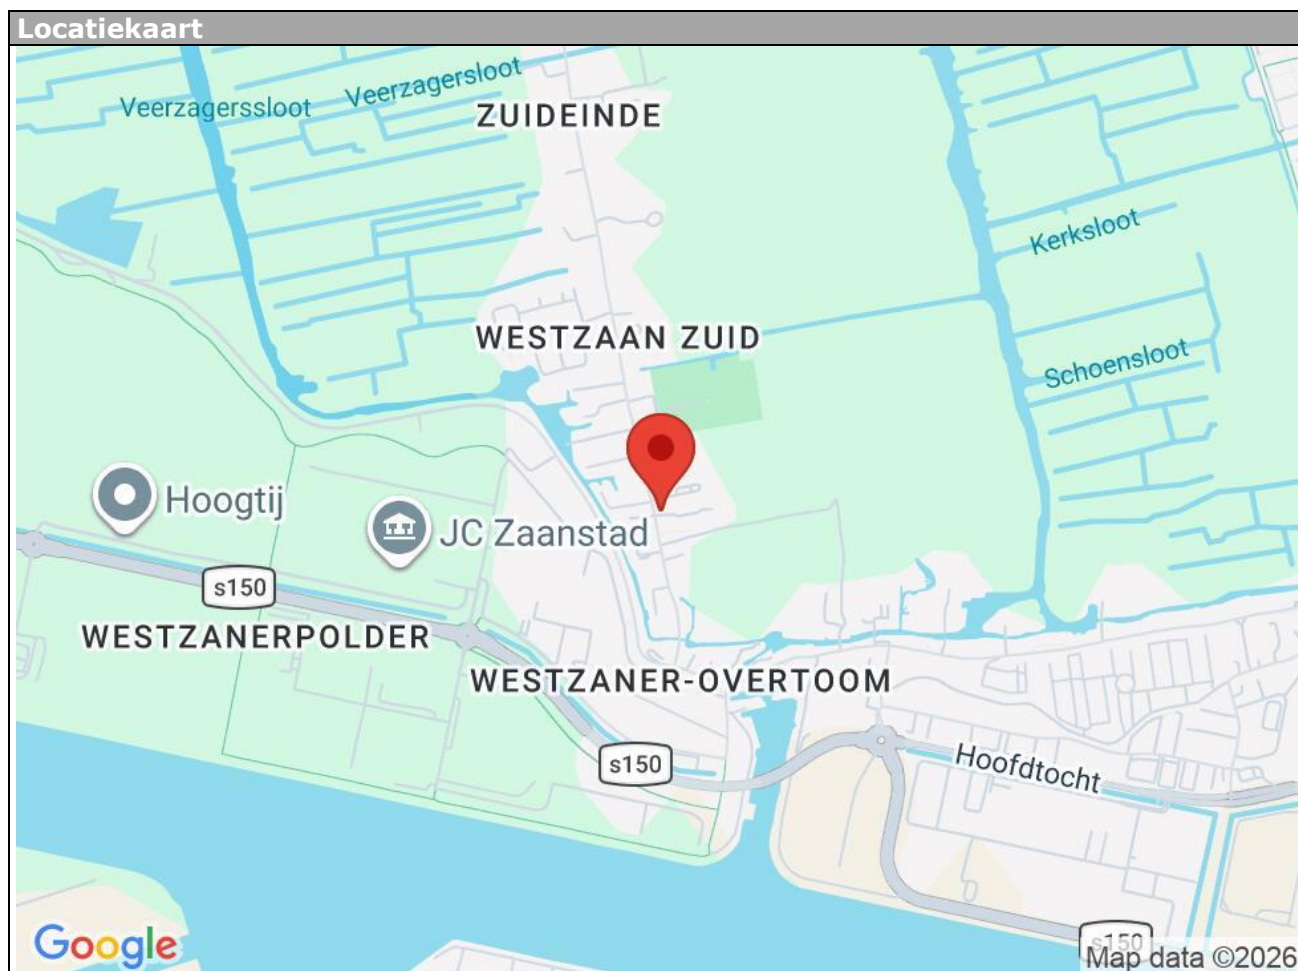 Locatiekaart
Veerzagerssloot
Veerzagersloot
ZUIDEINDE
Kerksloot
WESTZAAN ZUID
Schoensloot
Hoogtij
JC Zaanstad
s150
WESTZANERPOLDER
WESTZANER-OVERTOOM
s150
Hoofdtocht
s150
Google
Map data ©2026